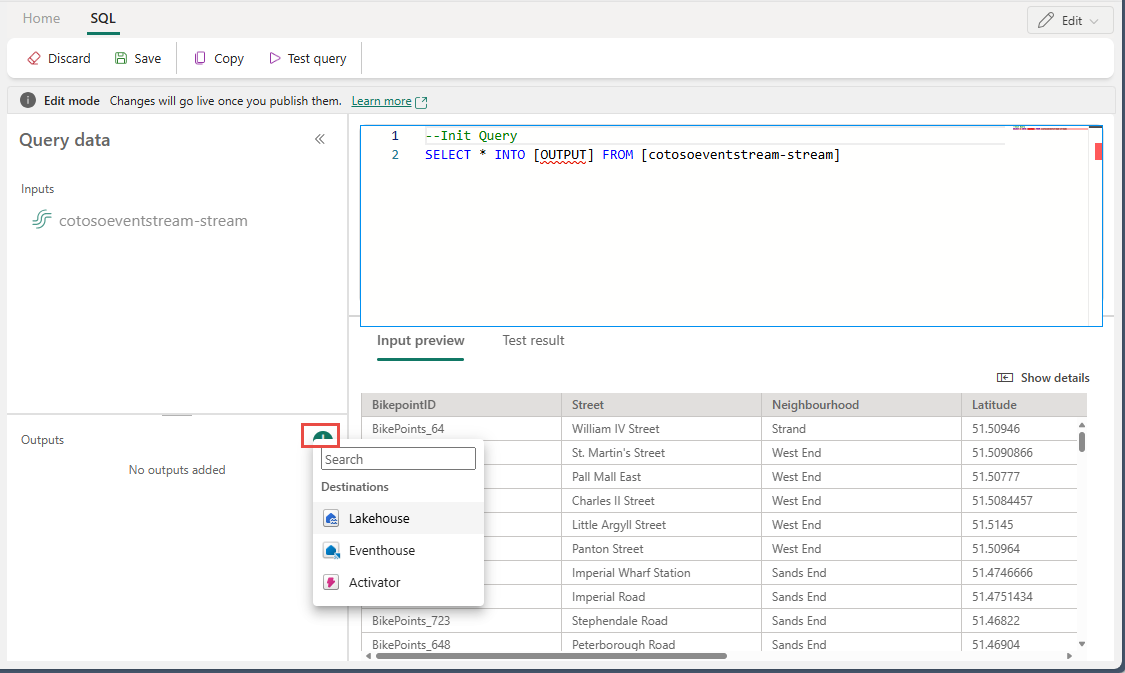 Home SQL Edit
Discard Save Copy Test query
Edit mode Changes will go live once you publish them. Learn more
Query data
Inputs
cotosoeventstream-stream
1 --Init Query
2 SELECT * INTO [OUTPUT] FROM [cotosoeventstream-stream]
Input preview Test result
Show details
BikepointID Street Neighbourhood Latitude
BikePoints_64 William IV Street Strand 51.50946
St. Martin's Street West End 51.5090866
Pall Mall East West End 51.50777
Charles II Street West End 51.5084457
Little Argyll Street West End 51.5145
Panton Street West End 51.50964
Imperial Wharf Station Sands End 51.4746666
Imperial Road Sands End 51.4751434
BikePoints_723 Stephendale Road Sands End 51.46822
BikePoints_648 Peterborough Road Sands End 51.46904
Outputs
No outputs added
Search
Destinations
Lakehouse
Eventhouse
Activator